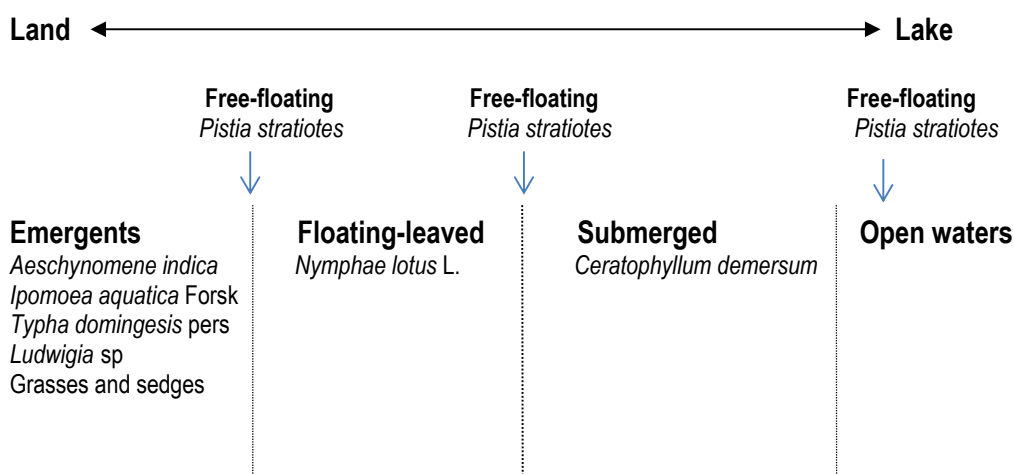 Land Lake
Free-floating Free-floating Free-floating
Pistia stratiotes Pistia stratiotes Pistia stratiotes
Emergents Floating-leaved Submerged Open waters
Aeschynomene indica Nymphae lotus L. Ceratophyllum demersum
Ipomoea aquatica Forsk
Typha domingesis pers
Ludwigia sp
Grasses and sedges